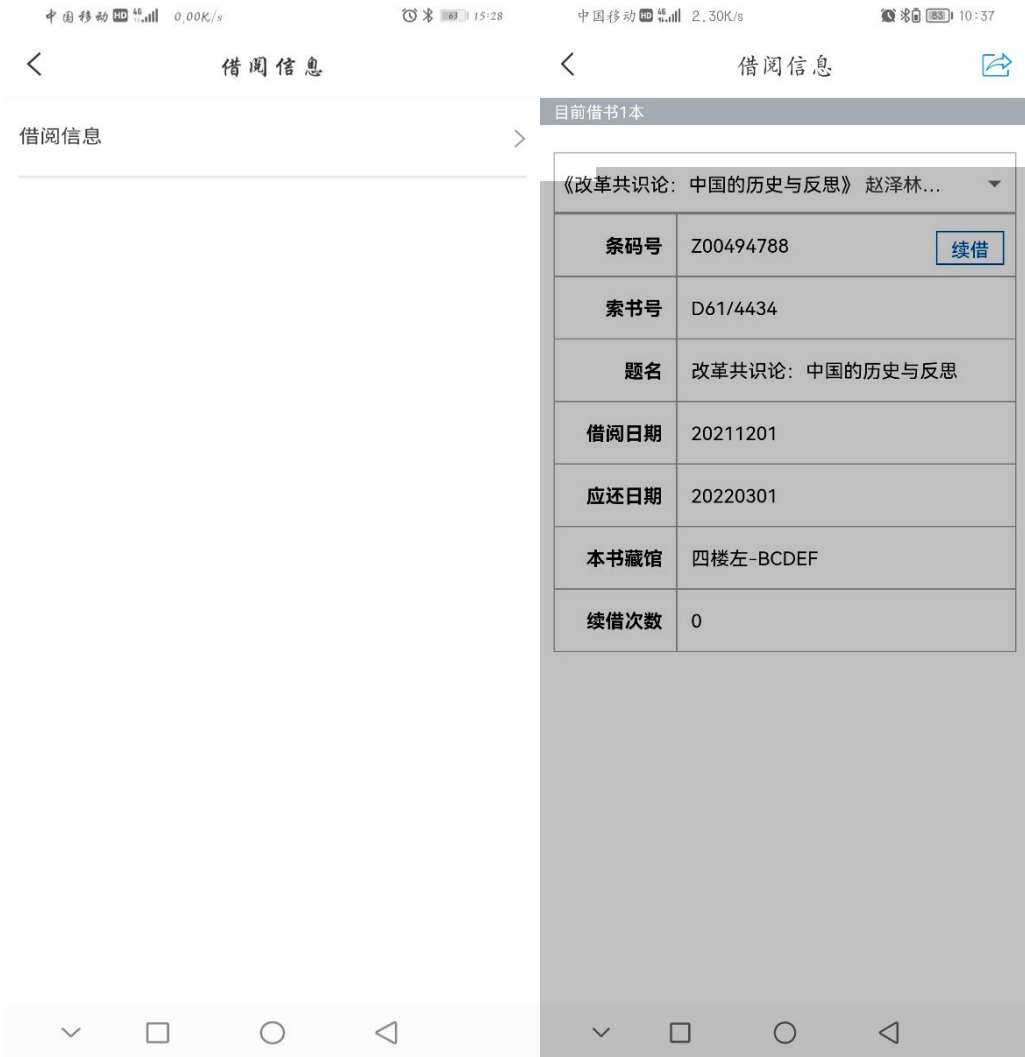 中国移动 HD 4G 0.00K/s 63 15:28
借阅信息
借阅信息
中国移动 HD 4G 2.30K/s 83 10:37
借阅信息
目前借书1本
《改革共识论：中国的历史与反思》 赵泽林...
条码号 Z00494788 续借
索书号 D61/4434
题名 改革共识论：中国的历史与反思
借阅日期 20211201
应还日期 20220301
本书藏馆 四楼左-BCDEF
续借次数 0